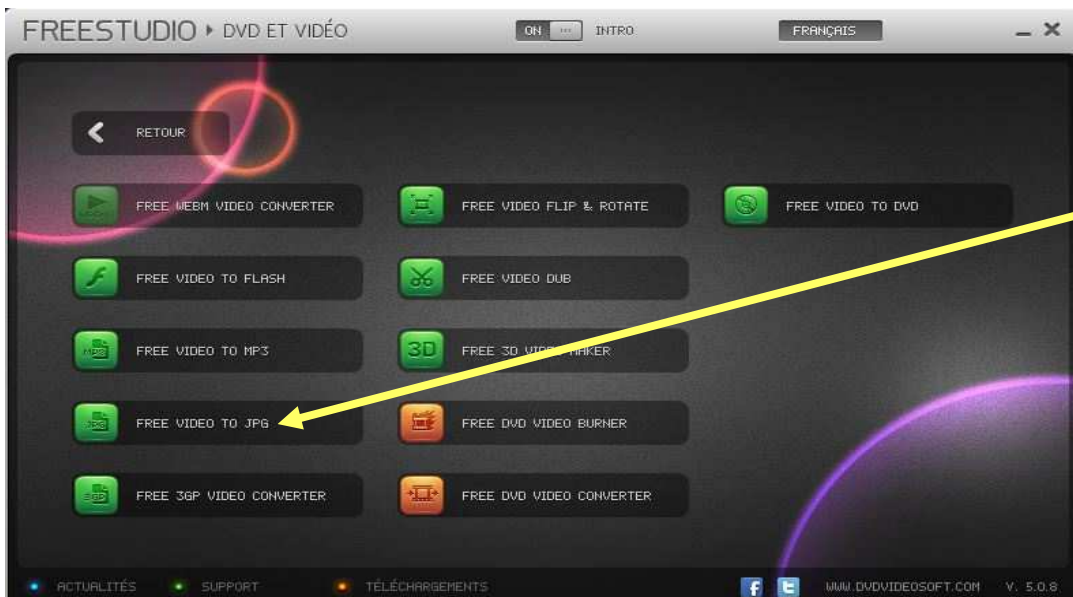 FREESTUDIO ▸ DVD ET VIDÉO
ON
INTRO
FRANÇAIS
RETOUR
FREE WEBM VIDEO CONVERTER
FREE VIDEO FLIP & ROTATE
FREE VIDEO TO DVD
FREE VIDEO TO FLASH
FREE VIDEO DUB
FREE VIDEO TO MP3
3D
FREE 3D VIDEO MAKER
FREE VIDEO TO JPG
FREE DVD VIDEO BURNER
FREE 3GP VIDEO CONVERTER
FREE DVD VIDEO CONVERTER
ACTUALITÉS
SUPPORT
TÉLÉCHARGEMENTS
WWW.DVDVIDEOSOFT.COM
V. 5.0.8